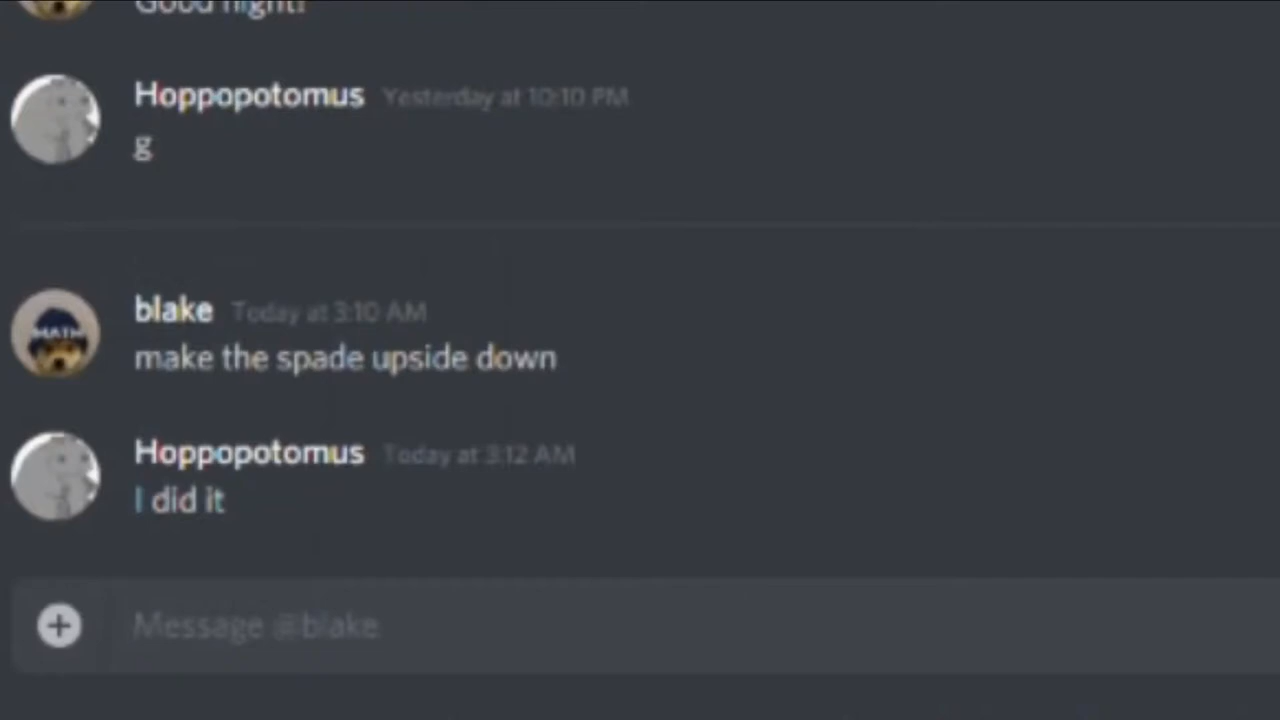 Good night!
Hoppopotomus Yesterday at 10:10 PM
g
blake Today at 3:10 AM
MATH
make the spade upside down
Hoppopotomus Today at 3:12 AM
I did it
Message @blake